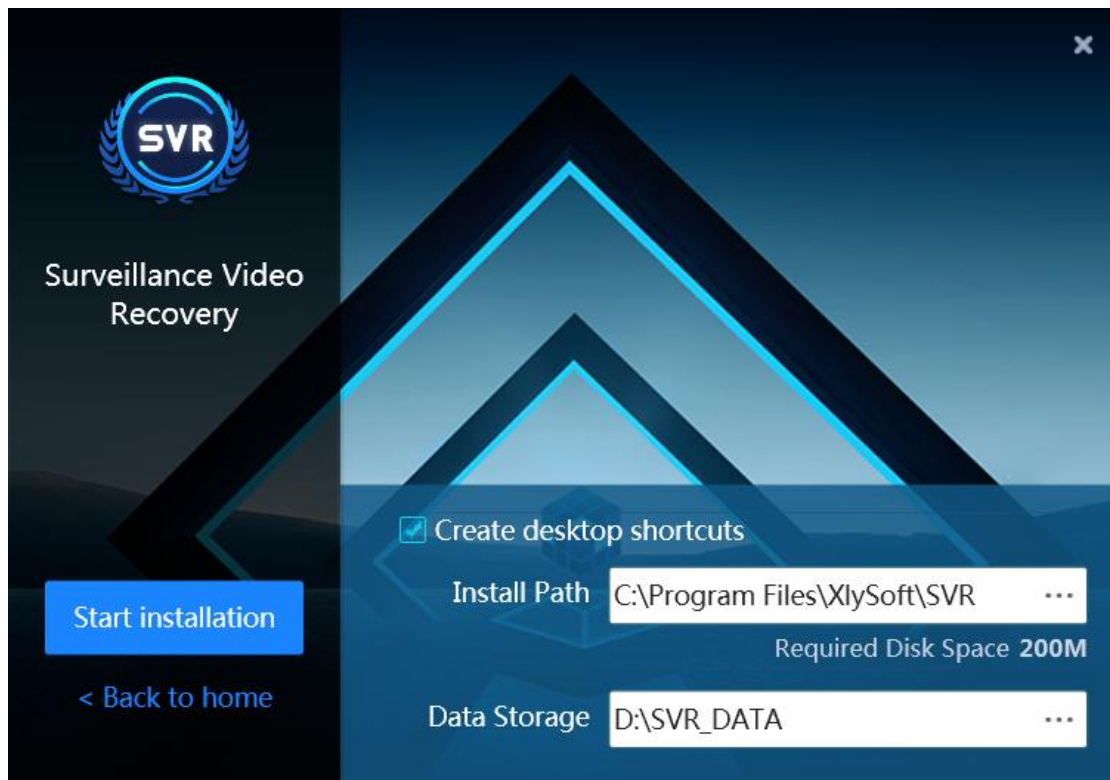 SVR
Surveillance Video
Recovery
Create desktop shortcuts
Install Path C:\Program Files\XlySoft\SVR ...
Required Disk Space 200M
Start installation
< Back to home
Data Storage D:\SVR_DATA ...